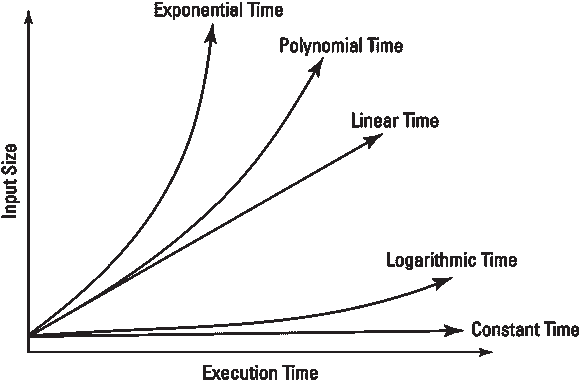 Exponential Time
Polynomial Time
Linear Time
Input Size
Logarithmic Time
Constant Time
Execution Time